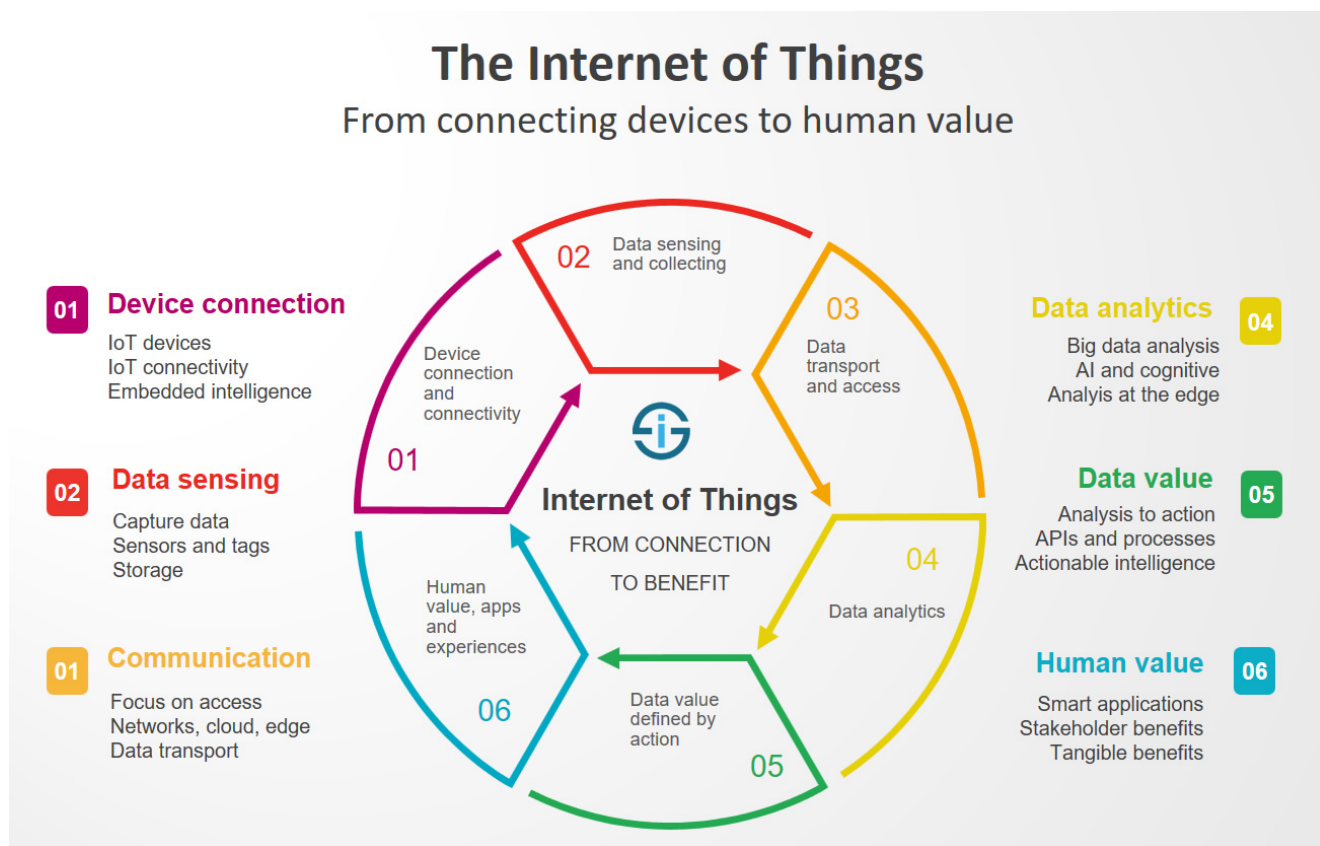 The Internet of Things
From connecting devices to human value
01
Device connection
IoT devices
IoT connectivity
Embedded intelligence
02
Data sensing
Capture data
Sensors and tags
Storage
01
Communication
Focus on access
Networks, cloud, edge
Data transport
01
Device
connection
and
connectivity
02
Data sensing
and collecting
03
Data
transport
and access
04
Data analytics
05
Data value
defined by
action
06
Human
value, apps
and
experiences
Internet of Things
FROM CONNECTION
TO BENEFIT
Data analytics
04
Big data analysis
AI and cognitive
Analyis at the edge
Data value
05
Analysis to action
APIs and processes
Actionable intelligence
Human value
06
Smart applications
Stakeholder benefits
Tangible benefits